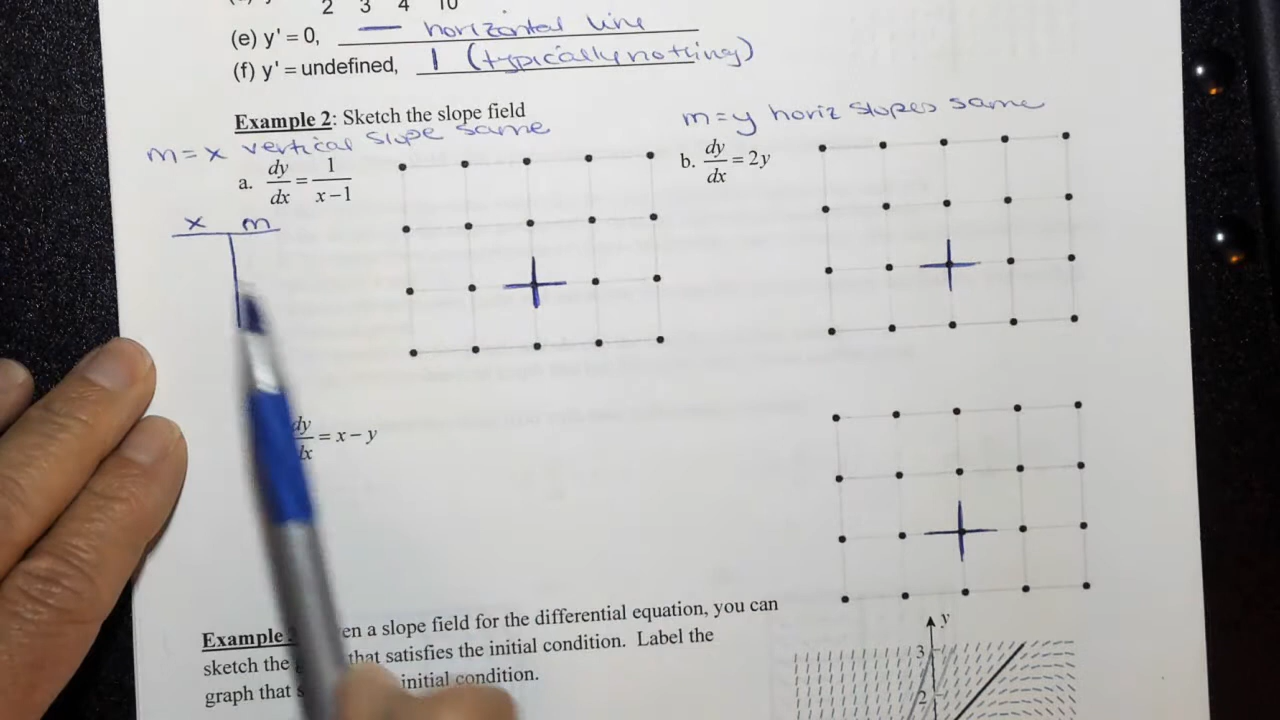 2 3 4 10
(e) y' = 0, — horizontal line
(f) y' = undefined, | (typically nothing)
Example 2: Sketch the slope field
m = x vertical slope same
m = y horiz slopes same
a. dy/dx = 1/(x – 1)
b. dy/dx = 2y
x m
dy/dx = x – y
Example en a slope field for the differential equation, you can
sketch the that satisfies the initial condition. Label the
graph that initial condition.
y
3
2